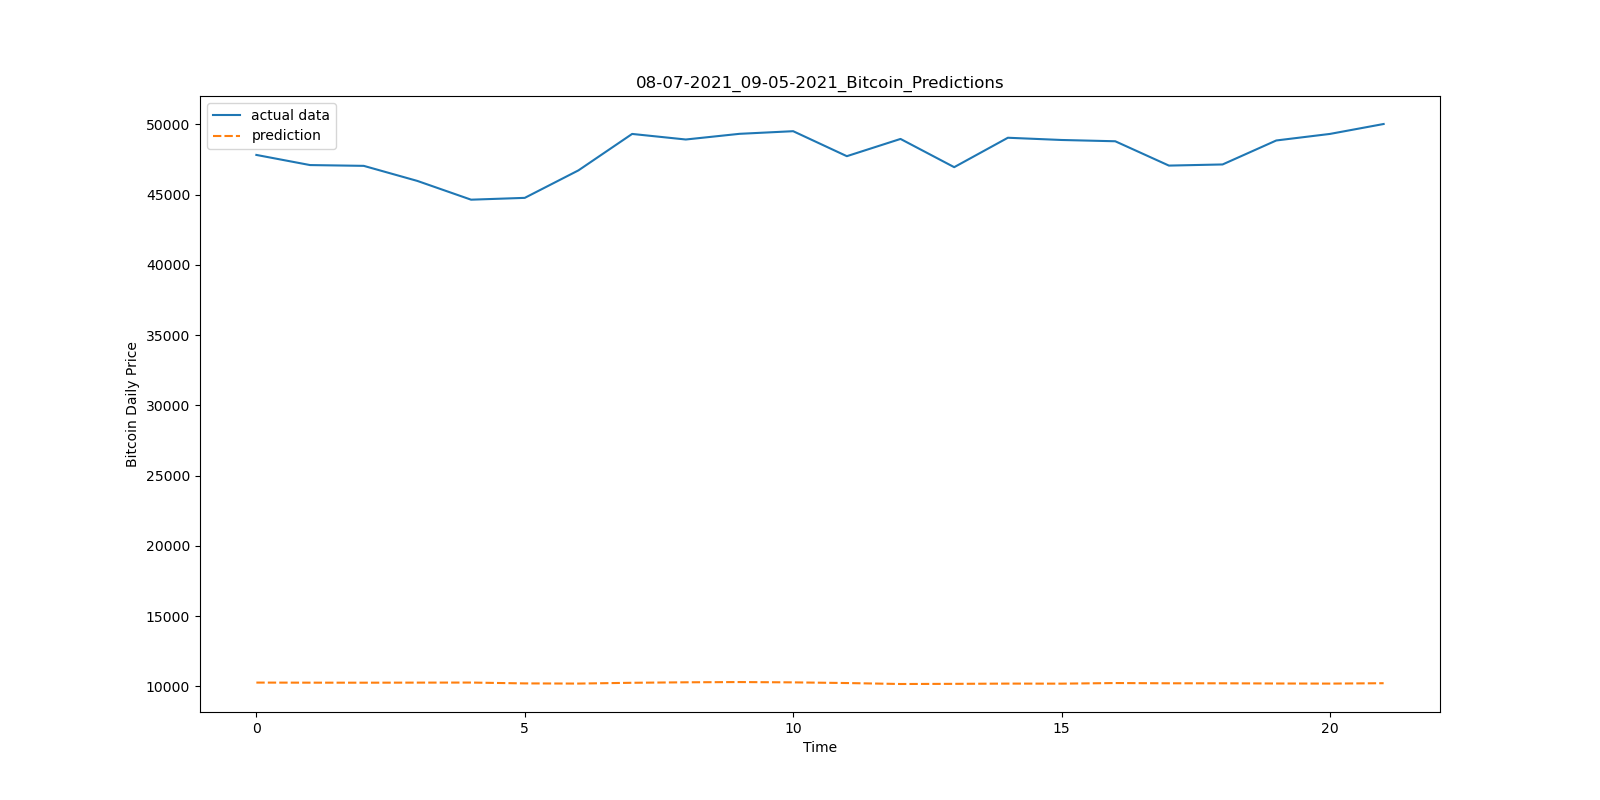 08-07-2021_09-05-2021_Bitcoin_Predictions
actual data
prediction
50000
45000
40000
35000
30000
25000
20000
15000
10000
Bitcoin Daily Price
0
5
10
15
20
Time